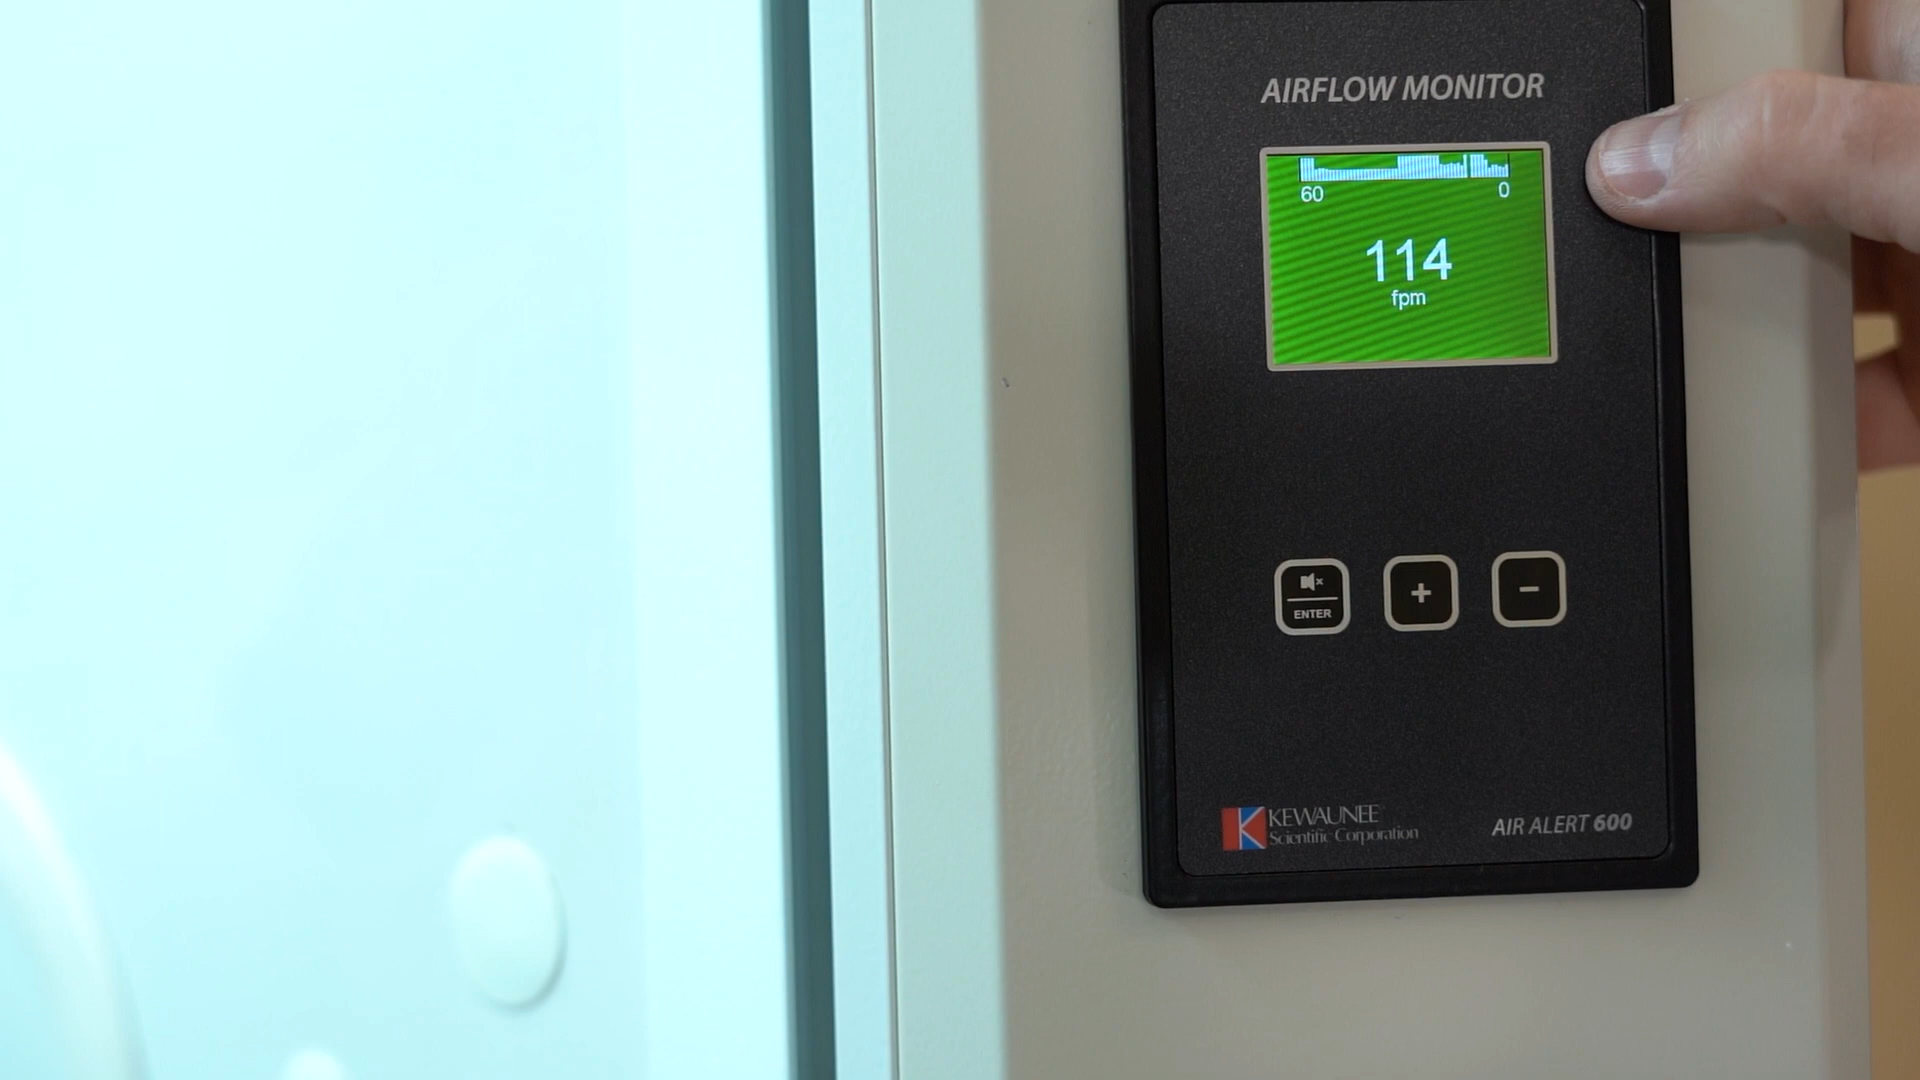 AIRFLOW MONITOR
60 0
114
fpm
ENTER
+ -
KEWAUNEE
Scientific Corporation
AIR ALERT 600